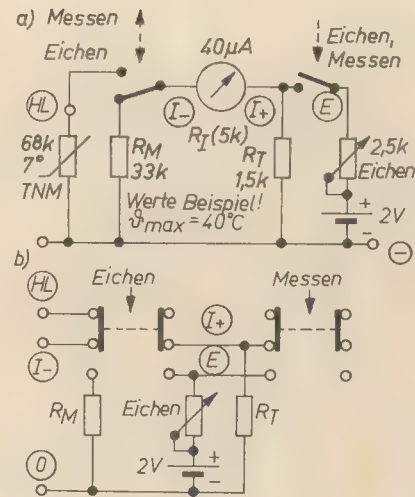 a) Messen
Eichen
40µA
Eichen,
Messen
HL
I-
I+
E
R_I(5k)
68k
7°
TNM
R_M
33k
R_T
1,5k
2,5k
Eichen
Werte Beispiel!
ϑmax = 40°C
+
2V
-
−
b)
Eichen
Messen
HL
I+
I-
E
R_M
Eichen
R_T
2V
+
-
0